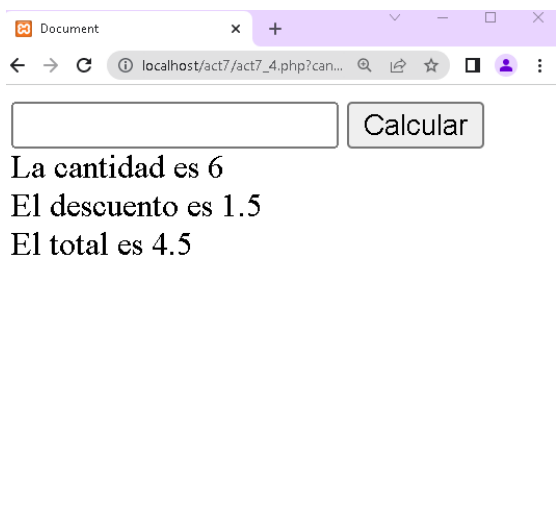 Document
localhost/act7/act7_4.php?can...
Calcular
La cantidad es 6
El descuento es 1.5
El total es 4.5